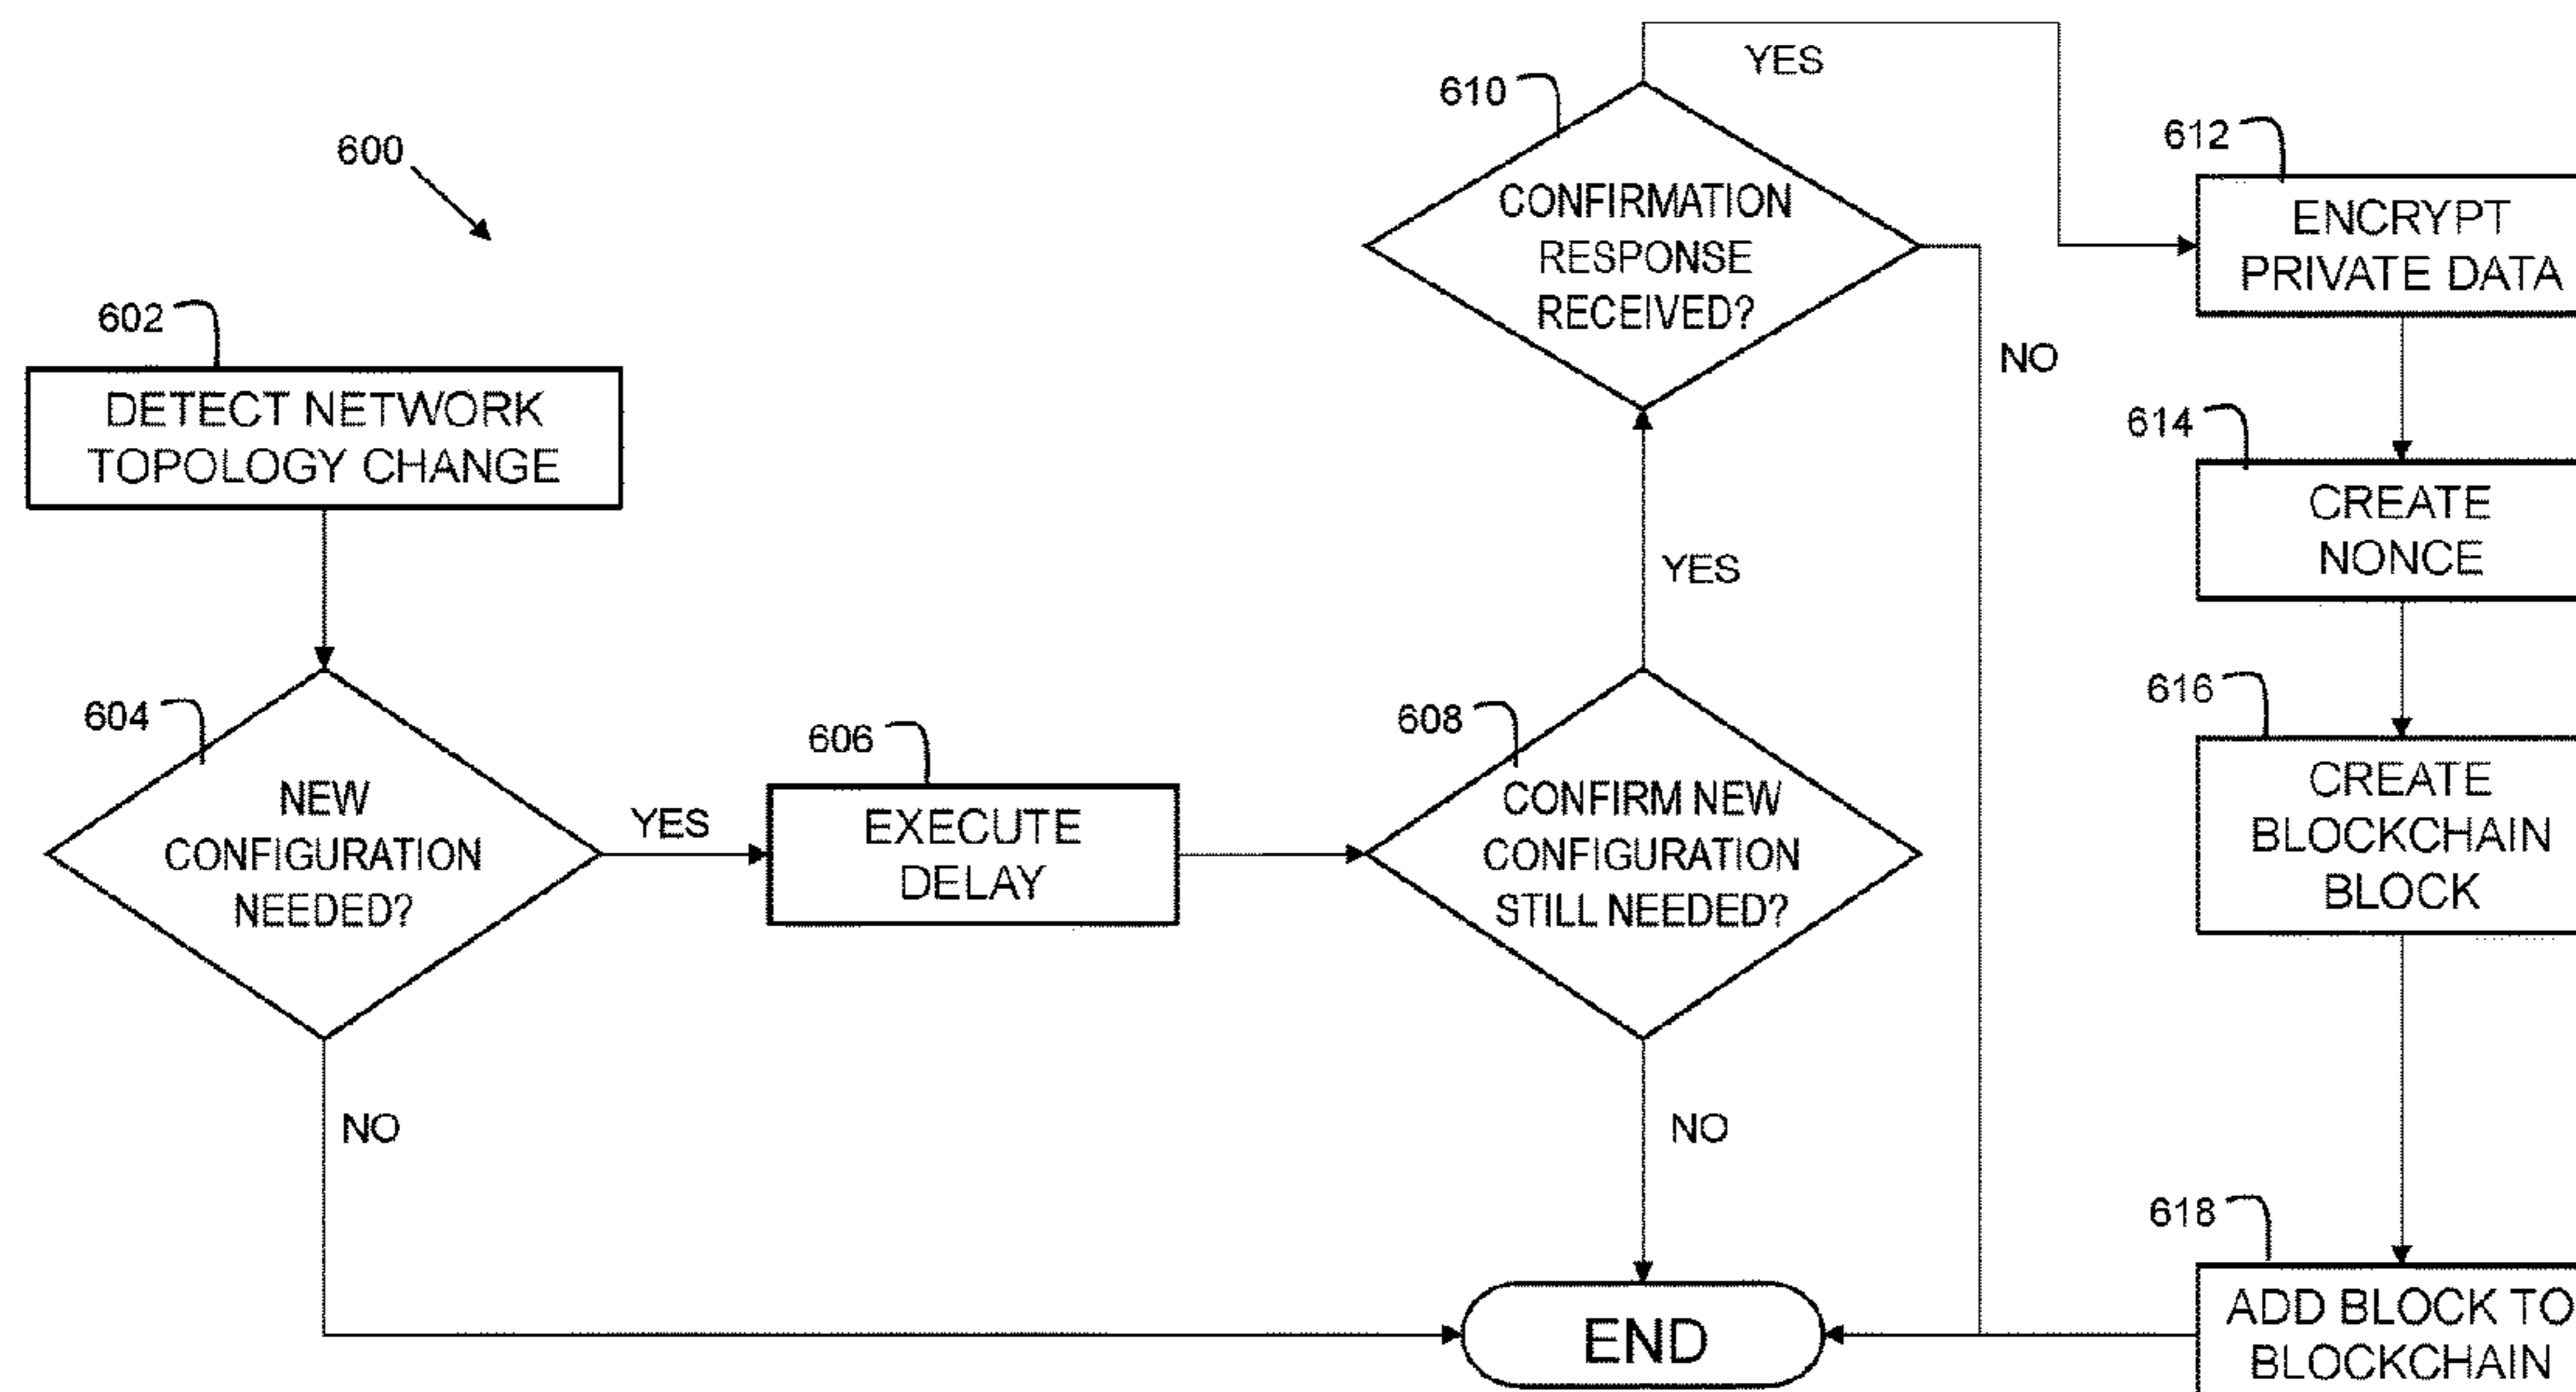 600
602
DETECT NETWORK
TOPOLOGY CHANGE
604
NEW
CONFIGURATION
NEEDED?
YES
NO
606
EXECUTE
DELAY
608
CONFIRM NEW
CONFIGURATION
STILL NEEDED?
YES
NO
610
CONFIRMATION
RESPONSE
RECEIVED?
YES
NO
612
ENCRYPT
PRIVATE DATA
614
CREATE
NONCE
616
CREATE
BLOCKCHAIN
BLOCK
618
ADD BLOCK TO
BLOCKCHAIN
END